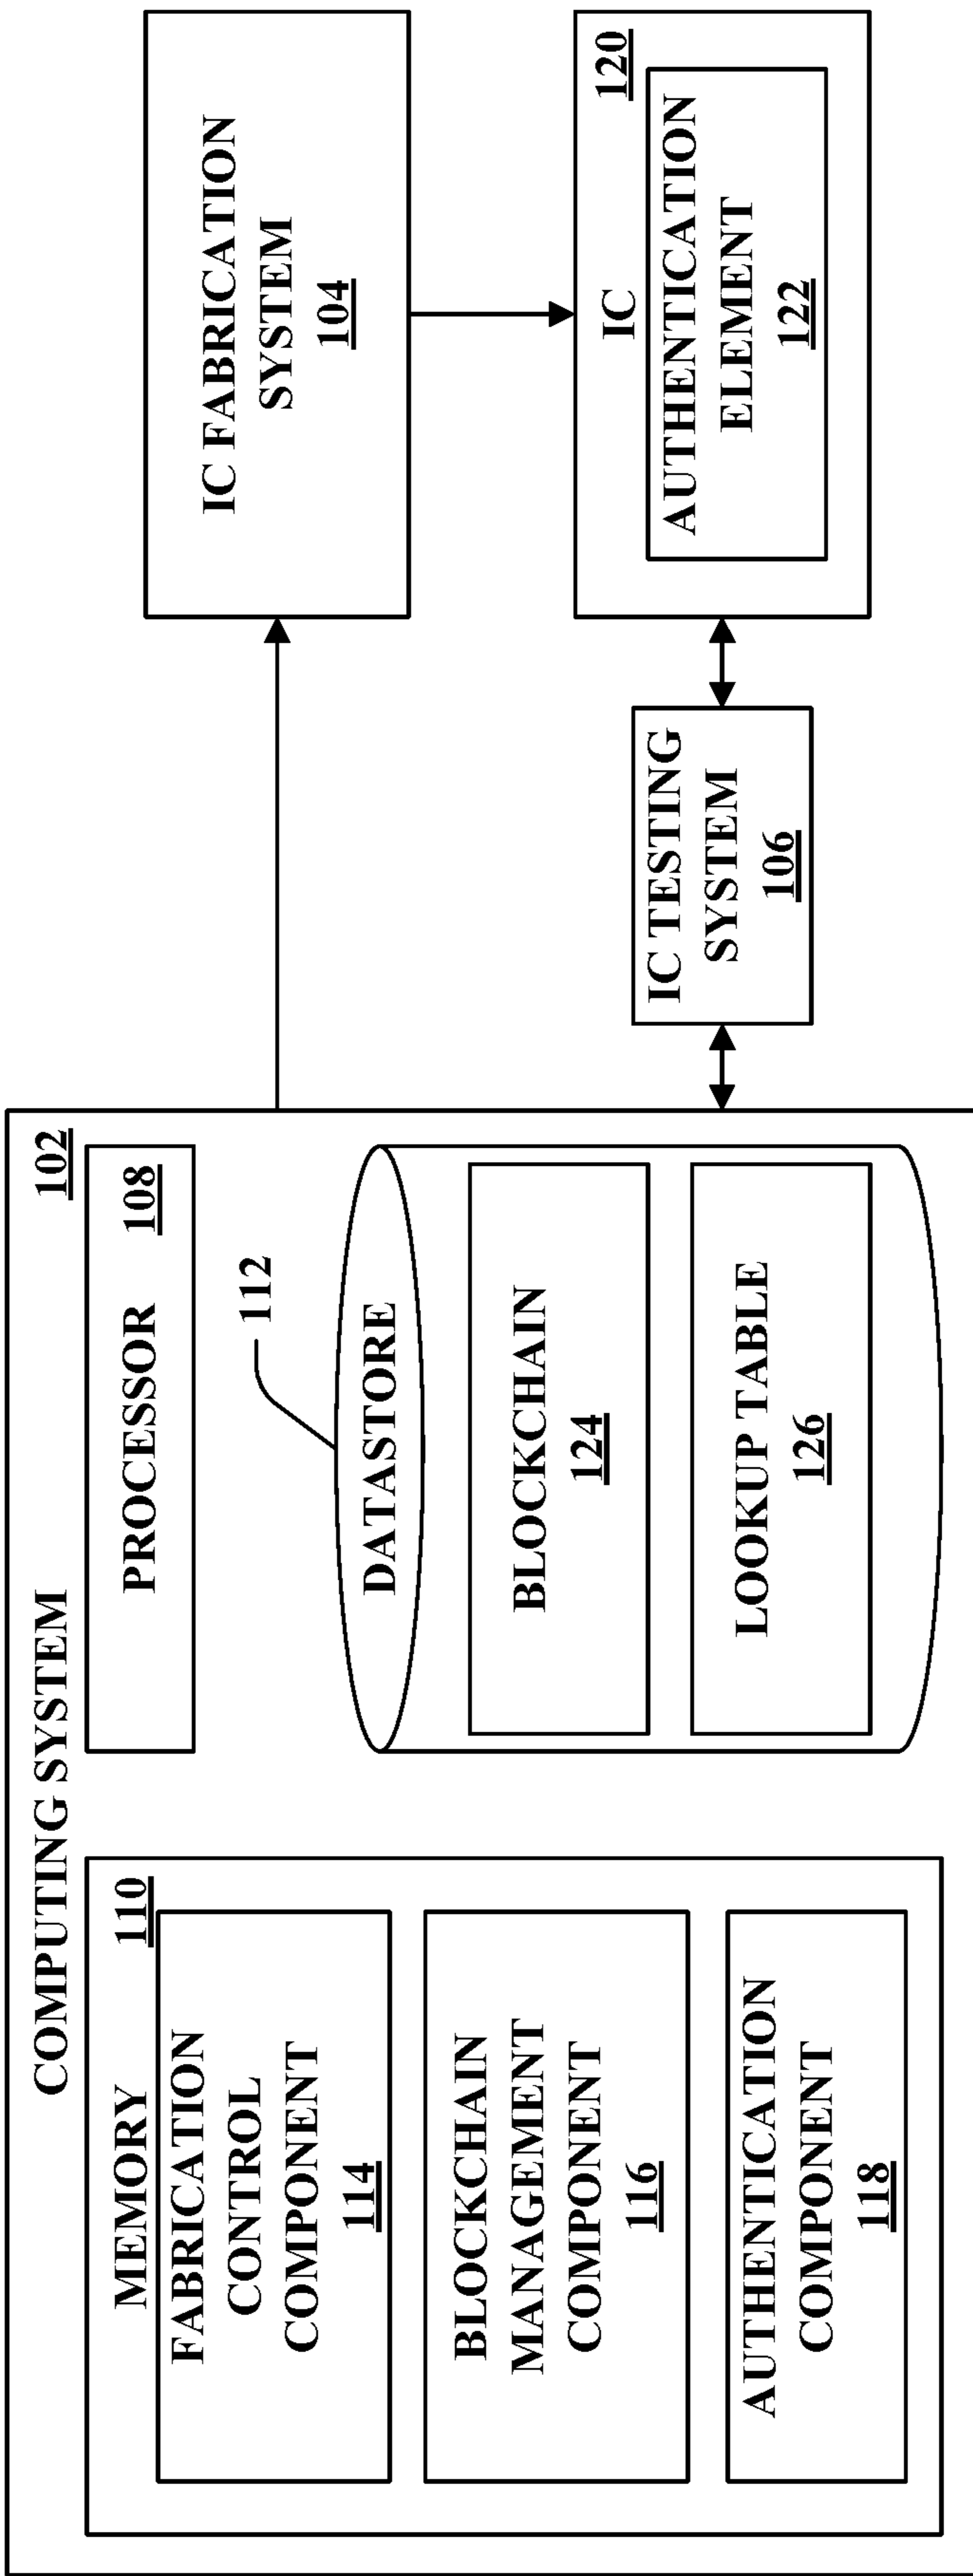 COMPUTING SYSTEM
102
MEMORY
110
FABRICATION
CONTROL
COMPONENT
114
BLOCKCHAIN
MANAGEMENT
COMPONENT
116
AUTHENTICATION
COMPONENT
118
PROCESSOR
108
112
DATASTORE
BLOCKCHAIN
124
LOOKUP TABLE
126
IC TESTING
SYSTEM
106
IC FABRICATION
SYSTEM
104
IC
120
AUTHENTICATION
ELEMENT
122